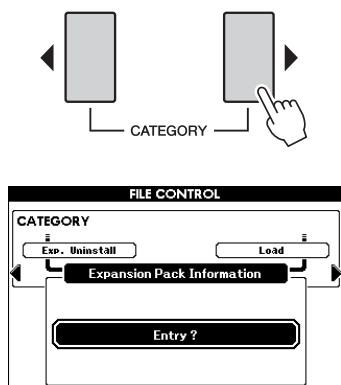 CATEGORY
FILE CONTROL
CATEGORY
Exp. Uninstall Load
Expansion Pack Information
Entry ?